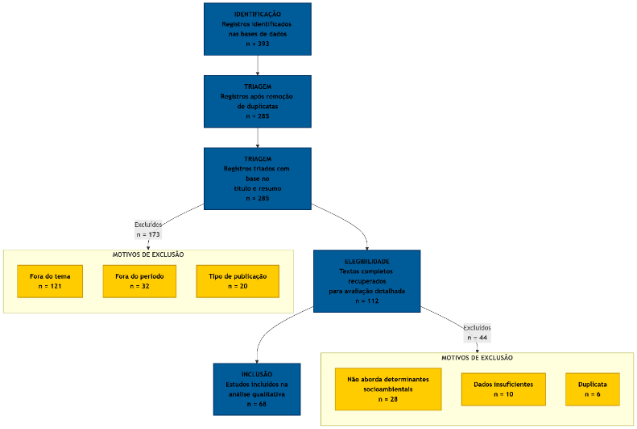 IDENTIFICAÇÃO
Registros identificados
nas bases de dados
n = 393
TRIAGEM
Registros após remoção
de duplicatas
n = 285
TRIAGEM
Registros triados com
base no
título e resumo
n = 285
Excluídos
n = 173
MOTIVOS DE EXCLUSÃO
Fora do tema
n = 121
Fora do período
n = 32
Tipo de publicação
n = 20
ELEGIBILIDADE
Textos completos
recuperados
para avaliação detalhada
n = 112
Excluídos
n = 44
INCLUSÃO
Estudos incluídos na
análise qualitativa
n = 68
MOTIVOS DE EXCLUSÃO
Não aborda determinantes
socioambientais
n = 28
Dados insuficientes
n = 10
Duplicata
n = 6